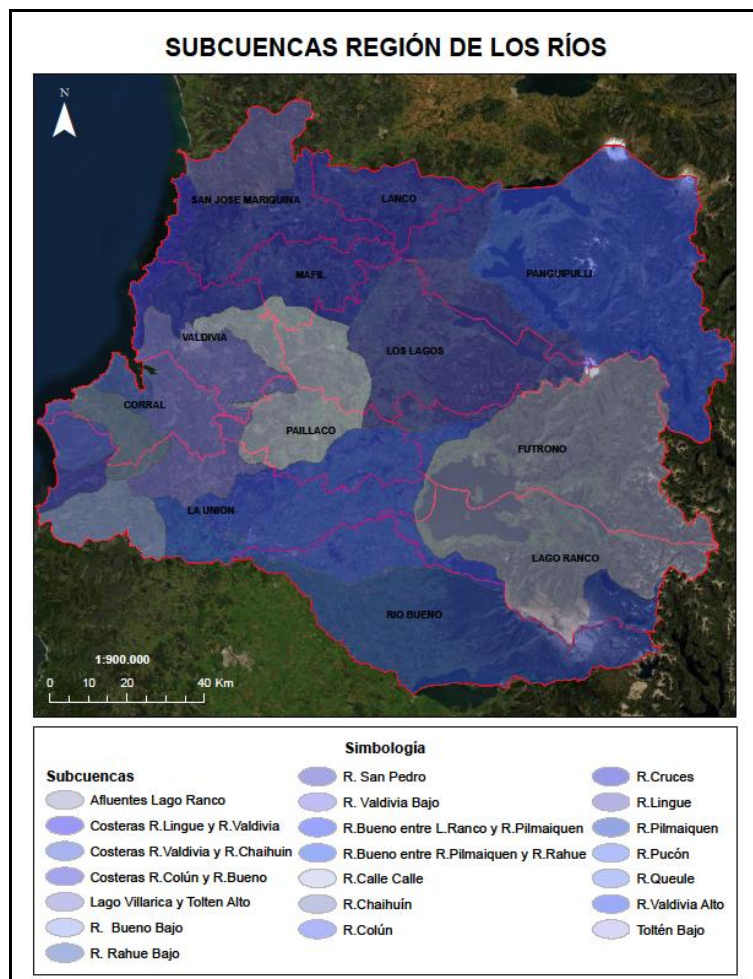 SUBCUENCAS REGIÓN DE LOS RÍOS
N
SAN JOSE MARIQUINA
LANCO
PANGUIPULLI
MAFIL
VALDIVIA
LOS LAGOS
CORRAL
PAILLACO
FUTRONO
LA UNION
LAGO RANCO
RIO BUENO
1:900.000
0 10 20 40 Km
Simbología
Subcuencas
Afluentes Lago Ranco
Costeras R.Lingue y R.Valdivia
Costeras R.Valdivia y R.Chaihuin
Costeras R.Colún y R.Bueno
Lago Villarica y Tolten Alto
R. Bueno Bajo
R. Rahue Bajo
R. San Pedro
R. Valdivia Bajo
R.Bueno entre L.Ranco y R.Pilmaiquen
R.Bueno entre R.Pilmaiquen y R.Rahue
R.Calle Calle
R.Chaihuín
R.Colún
R.Cruces
R.Lingue
R.Pilmaiquen
R.Pucón
R.Queule
R.Valdivia Alto
Toltén Bajo